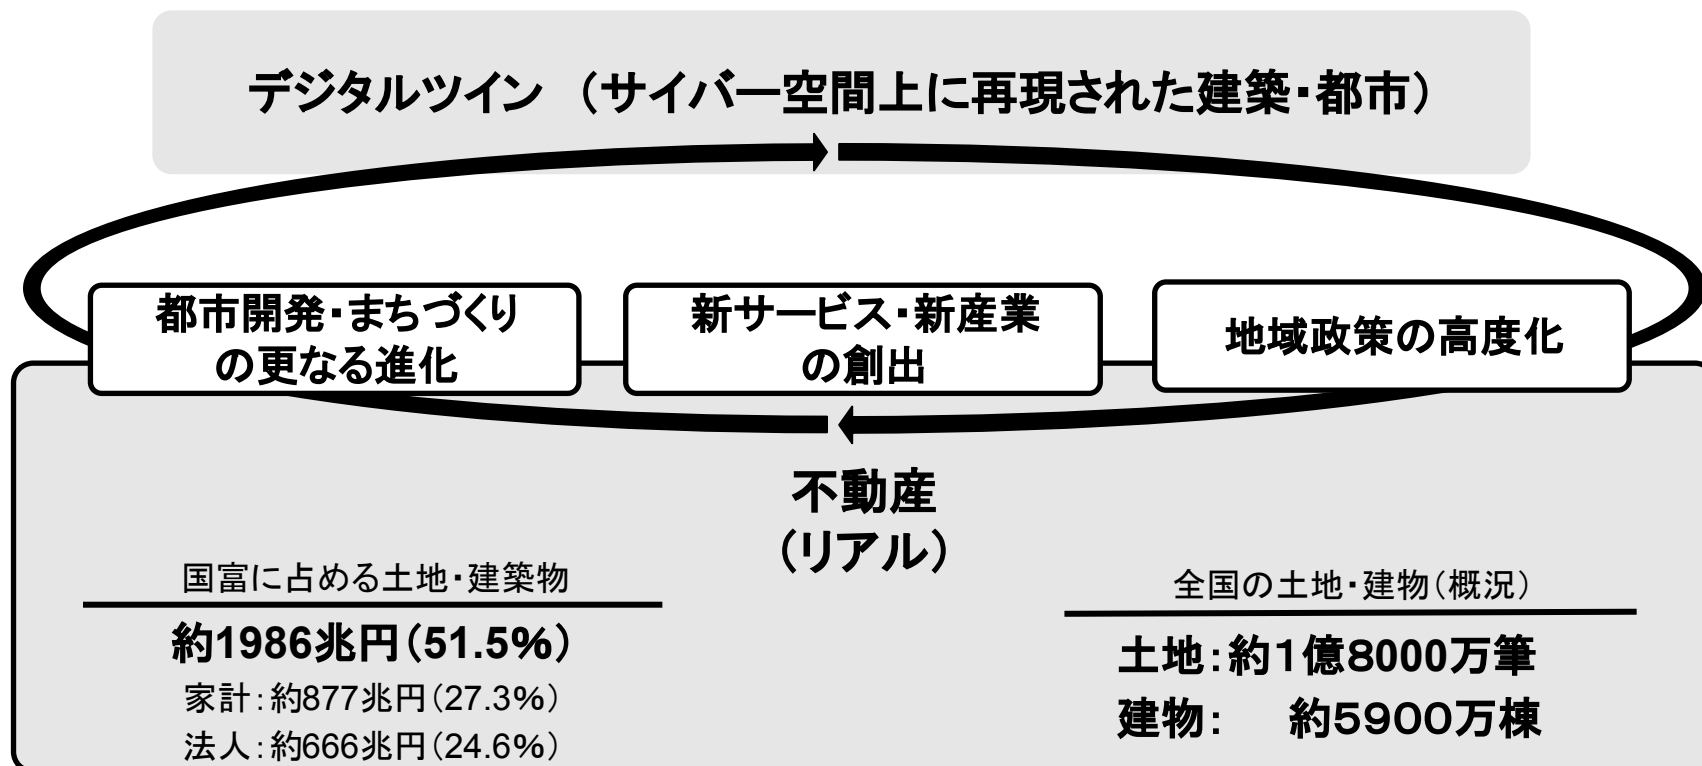 デジタルツイン (サイバー空間上に再現された建築・都市)
都市開発・まちづくり
の更なる進化
新サービス・新産業
の創出
地域政策の高度化
不動産
(リアル)
国富に占める土地・建築物
約1986兆円(51.5%)
家計:約877兆円(27.3%)
法人:約666兆円(24.6%)
全国の土地・建物(概況)
土地:約1億8000万筆
建物: 約5900万棟